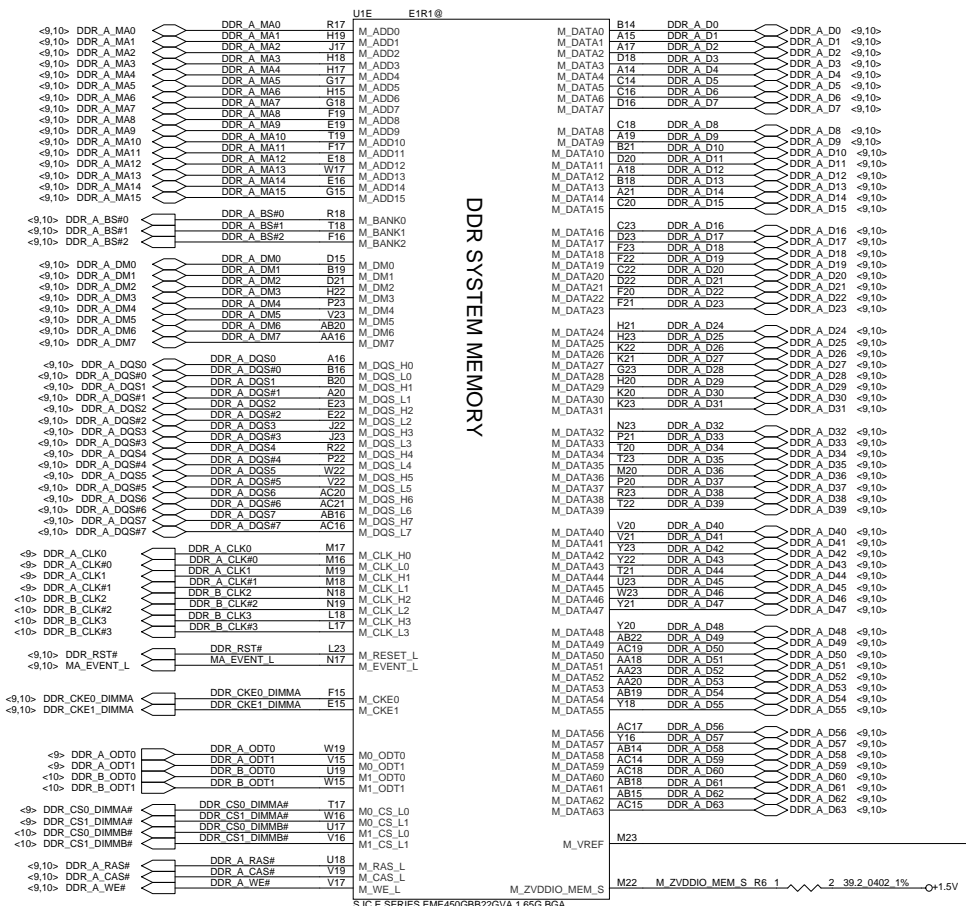 U1E E1R1@
<9,10> DDR_A_MA0 DDR_A_MA0 R17 M_ADD0
<9,10> DDR_A_MA1 DDR_A_MA1 H19 M_ADD1
<9,10> DDR_A_MA2 DDR_A_MA2 J17 M_ADD2
<9,10> DDR_A_MA3 DDR_A_MA3 H18 M_ADD3
<9,10> DDR_A_MA4 DDR_A_MA4 H17 M_ADD4
<9,10> DDR_A_MA5 DDR_A_MA5 G17 M_ADD5
<9,10> DDR_A_MA6 DDR_A_MA6 H15 M_ADD6
<9,10> DDR_A_MA7 DDR_A_MA7 G18 M_ADD7
<9,10> DDR_A_MA8 DDR_A_MA8 F19 M_ADD8
<9,10> DDR_A_MA9 DDR_A_MA9 E19 M_ADD9
<9,10> DDR_A_MA10 DDR_A_MA10 T19 M_ADD10
<9,10> DDR_A_MA11 DDR_A_MA11 F17 M_ADD11
<9,10> DDR_A_MA12 DDR_A_MA12 E18 M_ADD12
<9,10> DDR_A_MA13 DDR_A_MA13 W17 M_ADD13
<9,10> DDR_A_MA14 DDR_A_MA14 E16 M_ADD14
<9,10> DDR_A_MA15 DDR_A_MA15 G15 M_ADD15
<9,10> DDR_A_BS#0 DDR_A_BS#0 R18 M_BANK0
<9,10> DDR_A_BS#1 DDR_A_BS#1 T18 M_BANK1
<9,10> DDR_A_BS#2 DDR_A_BS#2 F16 M_BANK2
<9,10> DDR_A_DM0 DDR_A_DM0 D15 M_DM0
<9,10> DDR_A_DM1 DDR_A_DM1 B19 M_DM1
<9,10> DDR_A_DM2 DDR_A_DM2 D21 M_DM2
<9,10> DDR_A_DM3 DDR_A_DM3 H22 M_DM3
<9,10> DDR_A_DM4 DDR_A_DM4 P23 M_DM4
<9,10> DDR_A_DM5 DDR_A_DM5 V23 M_DM5
<9,10> DDR_A_DM6 DDR_A_DM6 AB20 M_DM6
<9,10> DDR_A_DM7 DDR_A_DM7 AA16 M_DM7
<9,10> DDR_A_DQS0 DDR_A_DQS0 A16 M_DQS_H0
<9,10> DDR_A_DQS#0 DDR_A_DQS#0 B16 M_DQS_L0
<9,10> DDR_A_DQS1 DDR_A_DQS1 B20 M_DQS_H1
<9,10> DDR_A_DQS#1 DDR_A_DQS#1 A20 M_DQS_L1
<9,10> DDR_A_DQS2 DDR_A_DQS2 E23 M_DQS_H2
<9,10> DDR_A_DQS#2 DDR_A_DQS#2 E22 M_DQS_L2
<9,10> DDR_A_DQS3 DDR_A_DQS3 J22 M_DQS_H3
<9,10> DDR_A_DQS#3 DDR_A_DQS#3 J23 M_DQS_L3
<9,10> DDR_A_DQS4 DDR_A_DQS4 R22 M_DQS_H4
<9,10> DDR_A_DQS#4 DDR_A_DQS#4 P22 M_DQS_L4
<9,10> DDR_A_DQS5 DDR_A_DQS5 W22 M_DQS_H5
<9,10> DDR_A_DQS#5 DDR_A_DQS#5 V22 M_DQS_L5
<9,10> DDR_A_DQS6 DDR_A_DQS6 AC20 M_DQS_H6
<9,10> DDR_A_DQS#6 DDR_A_DQS#6 AC21 M_DQS_L6
<9,10> DDR_A_DQS7 DDR_A_DQS7 AB16 M_DQS_H7
<9,10> DDR_A_DQS#7 DDR_A_DQS#7 AC16 M_DQS_L7
<9> DDR_A_CLK0 DDR_A_CLK0 M17 M_CLK_H0
<9> DDR_A_CLK#0 DDR_A_CLK#0 M16 M_CLK_L0
<9> DDR_A_CLK1 DDR_A_CLK1 M19 M_CLK_H1
<9> DDR_A_CLK#1 DDR_A_CLK#1 M18 M_CLK_L1
<10> DDR_B_CLK2 DDR_B_CLK2 N18 M_CLK_H2
<10> DDR_B_CLK#2 DDR_B_CLK#2 N19 M_CLK_L2
<10> DDR_B_CLK3 DDR_B_CLK3 L18 M_CLK_H3
<10> DDR_B_CLK#3 DDR_B_CLK#3 L17 M_CLK_L3
<9,10> DDR_RST# DDR_RST# L23 M_RESET_L
<9,10> MA_EVENT_L MA_EVENT_L N17 M_EVENT_L
<9,10> DDR_CKE0_DIMMA DDR_CKE0_DIMMA F15 M_CKE0
<9,10> DDR_CKE1_DIMMA DDR_CKE1_DIMMA E15 M_CKE1
<9> DDR_A_ODT0 DDR_A_ODT0 W19 M0_ODT0
<9> DDR_A_ODT1 DDR_A_ODT1 V15 M0_ODT1
<10> DDR_B_ODT0 DDR_B_ODT0 U19 M1_ODT0
<10> DDR_B_ODT1 DDR_B_ODT1 W15 M1_ODT1
<9> DDR_CS0_DIMMA# DDR_CS0_DIMMA# T17 M0_CS_L0
<9> DDR_CS1_DIMMA# DDR_CS1_DIMMA# W16 M0_CS_L1
<10> DDR_CS0_DIMMB# DDR_CS0_DIMMB# U17 M1_CS_L0
<10> DDR_CS1_DIMMB# DDR_CS1_DIMMB# V16 M1_CS_L1
<9,10> DDR_A_RAS# DDR_A_RAS# U18 M_RAS_L
<9,10> DDR_A_CAS# DDR_A_CAS# V19 M_CAS_L
<9,10> DDR_A_WE# DDR_A_WE# V17 M_WE_L
DDR SYSTEM MEMORY
M_DATA0 B14 DDR_A_D0 DDR_A_D0 <9,10>
M_DATA1 A15 DDR_A_D1 DDR_A_D1 <9,10>
M_DATA2 A17 DDR_A_D2 DDR_A_D2 <9,10>
M_DATA3 D18 DDR_A_D3 DDR_A_D3 <9,10>
M_DATA4 A14 DDR_A_D4 DDR_A_D4 <9,10>
M_DATA5 C14 DDR_A_D5 DDR_A_D5 <9,10>
M_DATA6 C16 DDR_A_D6 DDR_A_D6 <9,10>
M_DATA7 D16 DDR_A_D7 DDR_A_D7 <9,10>
M_DATA8 C18 DDR_A_D8 DDR_A_D8 <9,10>
M_DATA9 A19 DDR_A_D9 DDR_A_D9 <9,10>
M_DATA10 B21 DDR_A_D10 DDR_A_D10 <9,10>
M_DATA11 D20 DDR_A_D11 DDR_A_D11 <9,10>
M_DATA12 A18 DDR_A_D12 DDR_A_D12 <9,10>
M_DATA13 B18 DDR_A_D13 DDR_A_D13 <9,10>
M_DATA14 A21 DDR_A_D14 DDR_A_D14 <9,10>
M_DATA15 C20 DDR_A_D15 DDR_A_D15 <9,10>
M_DATA16 C23 DDR_A_D16 DDR_A_D16 <9,10>
M_DATA17 D23 DDR_A_D17 DDR_A_D17 <9,10>
M_DATA18 F23 DDR_A_D18 DDR_A_D18 <9,10>
M_DATA19 F22 DDR_A_D19 DDR_A_D19 <9,10>
M_DATA20 C22 DDR_A_D20 DDR_A_D20 <9,10>
M_DATA21 D22 DDR_A_D21 DDR_A_D21 <9,10>
M_DATA22 F20 DDR_A_D22 DDR_A_D22 <9,10>
M_DATA23 F21 DDR_A_D23 DDR_A_D23 <9,10>
M_DATA24 H21 DDR_A_D24 DDR_A_D24 <9,10>
M_DATA25 H23 DDR_A_D25 DDR_A_D25 <9,10>
M_DATA26 K22 DDR_A_D26 DDR_A_D26 <9,10>
M_DATA27 K21 DDR_A_D27 DDR_A_D27 <9,10>
M_DATA28 G23 DDR_A_D28 DDR_A_D28 <9,10>
M_DATA29 H20 DDR_A_D29 DDR_A_D29 <9,10>
M_DATA30 K20 DDR_A_D30 DDR_A_D30 <9,10>
M_DATA31 K23 DDR_A_D31 DDR_A_D31 <9,10>
M_DATA32 N23 DDR_A_D32 DDR_A_D32 <9,10>
M_DATA33 P21 DDR_A_D33 DDR_A_D33 <9,10>
M_DATA34 T20 DDR_A_D34 DDR_A_D34 <9,10>
M_DATA35 T23 DDR_A_D35 DDR_A_D35 <9,10>
M_DATA36 M20 DDR_A_D36 DDR_A_D36 <9,10>
M_DATA37 P20 DDR_A_D37 DDR_A_D37 <9,10>
M_DATA38 R23 DDR_A_D38 DDR_A_D38 <9,10>
M_DATA39 T22 DDR_A_D39 DDR_A_D39 <9,10>
M_DATA40 V20 DDR_A_D40 DDR_A_D40 <9,10>
M_DATA41 V21 DDR_A_D41 DDR_A_D41 <9,10>
M_DATA42 Y23 DDR_A_D42 DDR_A_D42 <9,10>
M_DATA43 Y22 DDR_A_D43 DDR_A_D43 <9,10>
M_DATA44 T21 DDR_A_D44 DDR_A_D44 <9,10>
M_DATA45 U23 DDR_A_D45 DDR_A_D45 <9,10>
M_DATA46 W23 DDR_A_D46 DDR_A_D46 <9,10>
M_DATA47 Y21 DDR_A_D47 DDR_A_D47 <9,10>
M_DATA48 Y20 DDR_A_D48 DDR_A_D48 <9,10>
M_DATA49 AB22 DDR_A_D49 DDR_A_D49 <9,10>
M_DATA50 AC19 DDR_A_D50 DDR_A_D50 <9,10>
M_DATA51 AA18 DDR_A_D51 DDR_A_D51 <9,10>
M_DATA52 AA23 DDR_A_D52 DDR_A_D52 <9,10>
M_DATA53 AA20 DDR_A_D53 DDR_A_D53 <9,10>
M_DATA54 AB19 DDR_A_D54 DDR_A_D54 <9,10>
M_DATA55 Y18 DDR_A_D55 DDR_A_D55 <9,10>
M_DATA56 AC17 DDR_A_D56 DDR_A_D56 <9,10>
M_DATA57 Y16 DDR_A_D57 DDR_A_D57 <9,10>
M_DATA58 AB14 DDR_A_D58 DDR_A_D58 <9,10>
M_DATA59 AC14 DDR_A_D59 DDR_A_D59 <9,10>
M_DATA60 AC18 DDR_A_D60 DDR_A_D60 <9,10>
M_DATA61 AB18 DDR_A_D61 DDR_A_D61 <9,10>
M_DATA62 AB15 DDR_A_D62 DDR_A_D62 <9,10>
M_DATA63 AC15 DDR_A_D63 DDR_A_D63 <9,10>
M_VREF M23
M_ZVDDIO_MEM_S M22 M_ZVDDIO_MEM_S R6 1 2 39.2_0402_1% +1.5V
S IC E SERIES EME450GBB22GVA 1.65G BGA